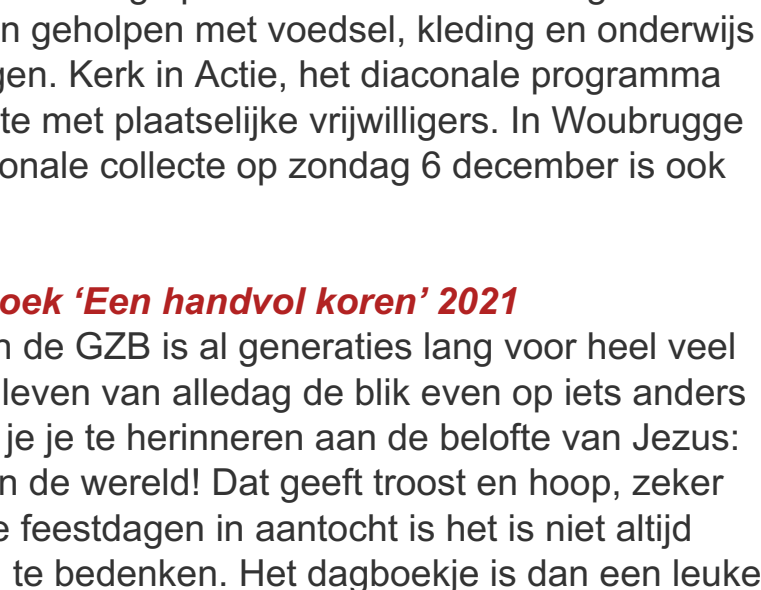 n geholpen met voedsel, kleding en onderwijs
gen. Kerk in Actie, het diaconale programma
te met plaatselijke vrijwilligers. In Woubrugge
onale collecte op zondag 6 december is ook
oek ‘Een handvol koren’ 2021
n de GZB is al generaties lang voor heel veel
leven van alledag de blik even op iets anders
je je te herinneren aan de belofte van Jezus:
n de wereld! Dat geeft troost en hoop, zeker
e feestdagen in aantocht is het is niet altijd
te bedenken. Het dagboekje is dan een leuke